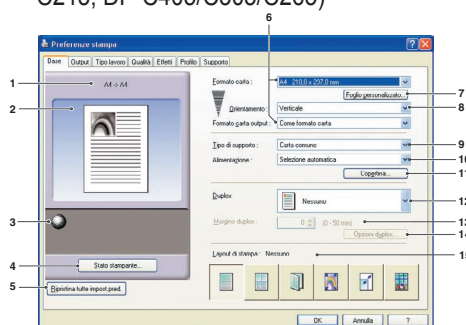 C213, DP-C406/C306/C266)
6
Preferenze stampa
Base Output Tipo lavoro Qualità Effetti Profilo Supporto
1
A4 -> A4
Formato carta :
A4 210,0 x 297,0 mm
Foglio personalizzato...
7
2
Orientamento :
Verticale
8
Formato carta output :
Come formato carta
Tipo di supporto :
Carta comune
9
Alimentazione :
Selezione automatica
10
Copertina...
11
Duplex
Nessuno
12
3
Margine duplex :
0
(0 - 50 mm)
13
Opzioni duplex...
14
4
Stato stampante...
Layout di stampa : Nessuno
15
5
Ripristina tutte impost.pred.
OK Annulla ?